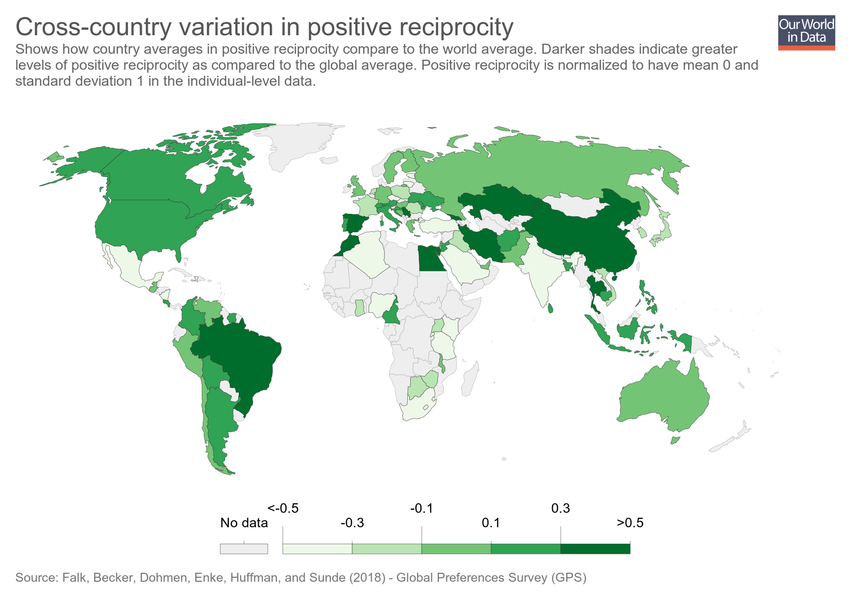 Cross-country variation in positive reciprocity
Our World
in Data
Shows how country averages in positive reciprocity compare to the world average. Darker shades indicate greater
levels of positive reciprocity as compared to the global average. Positive reciprocity is normalized to have mean 0 and
standard deviation 1 in the individual-level data.
<-0.5 -0.1 0.3
No data -0.3 0.1 >0.5
Source: Falk, Becker, Dohmen, Enke, Huffman, and Sunde (2018) - Global Preferences Survey (GPS)